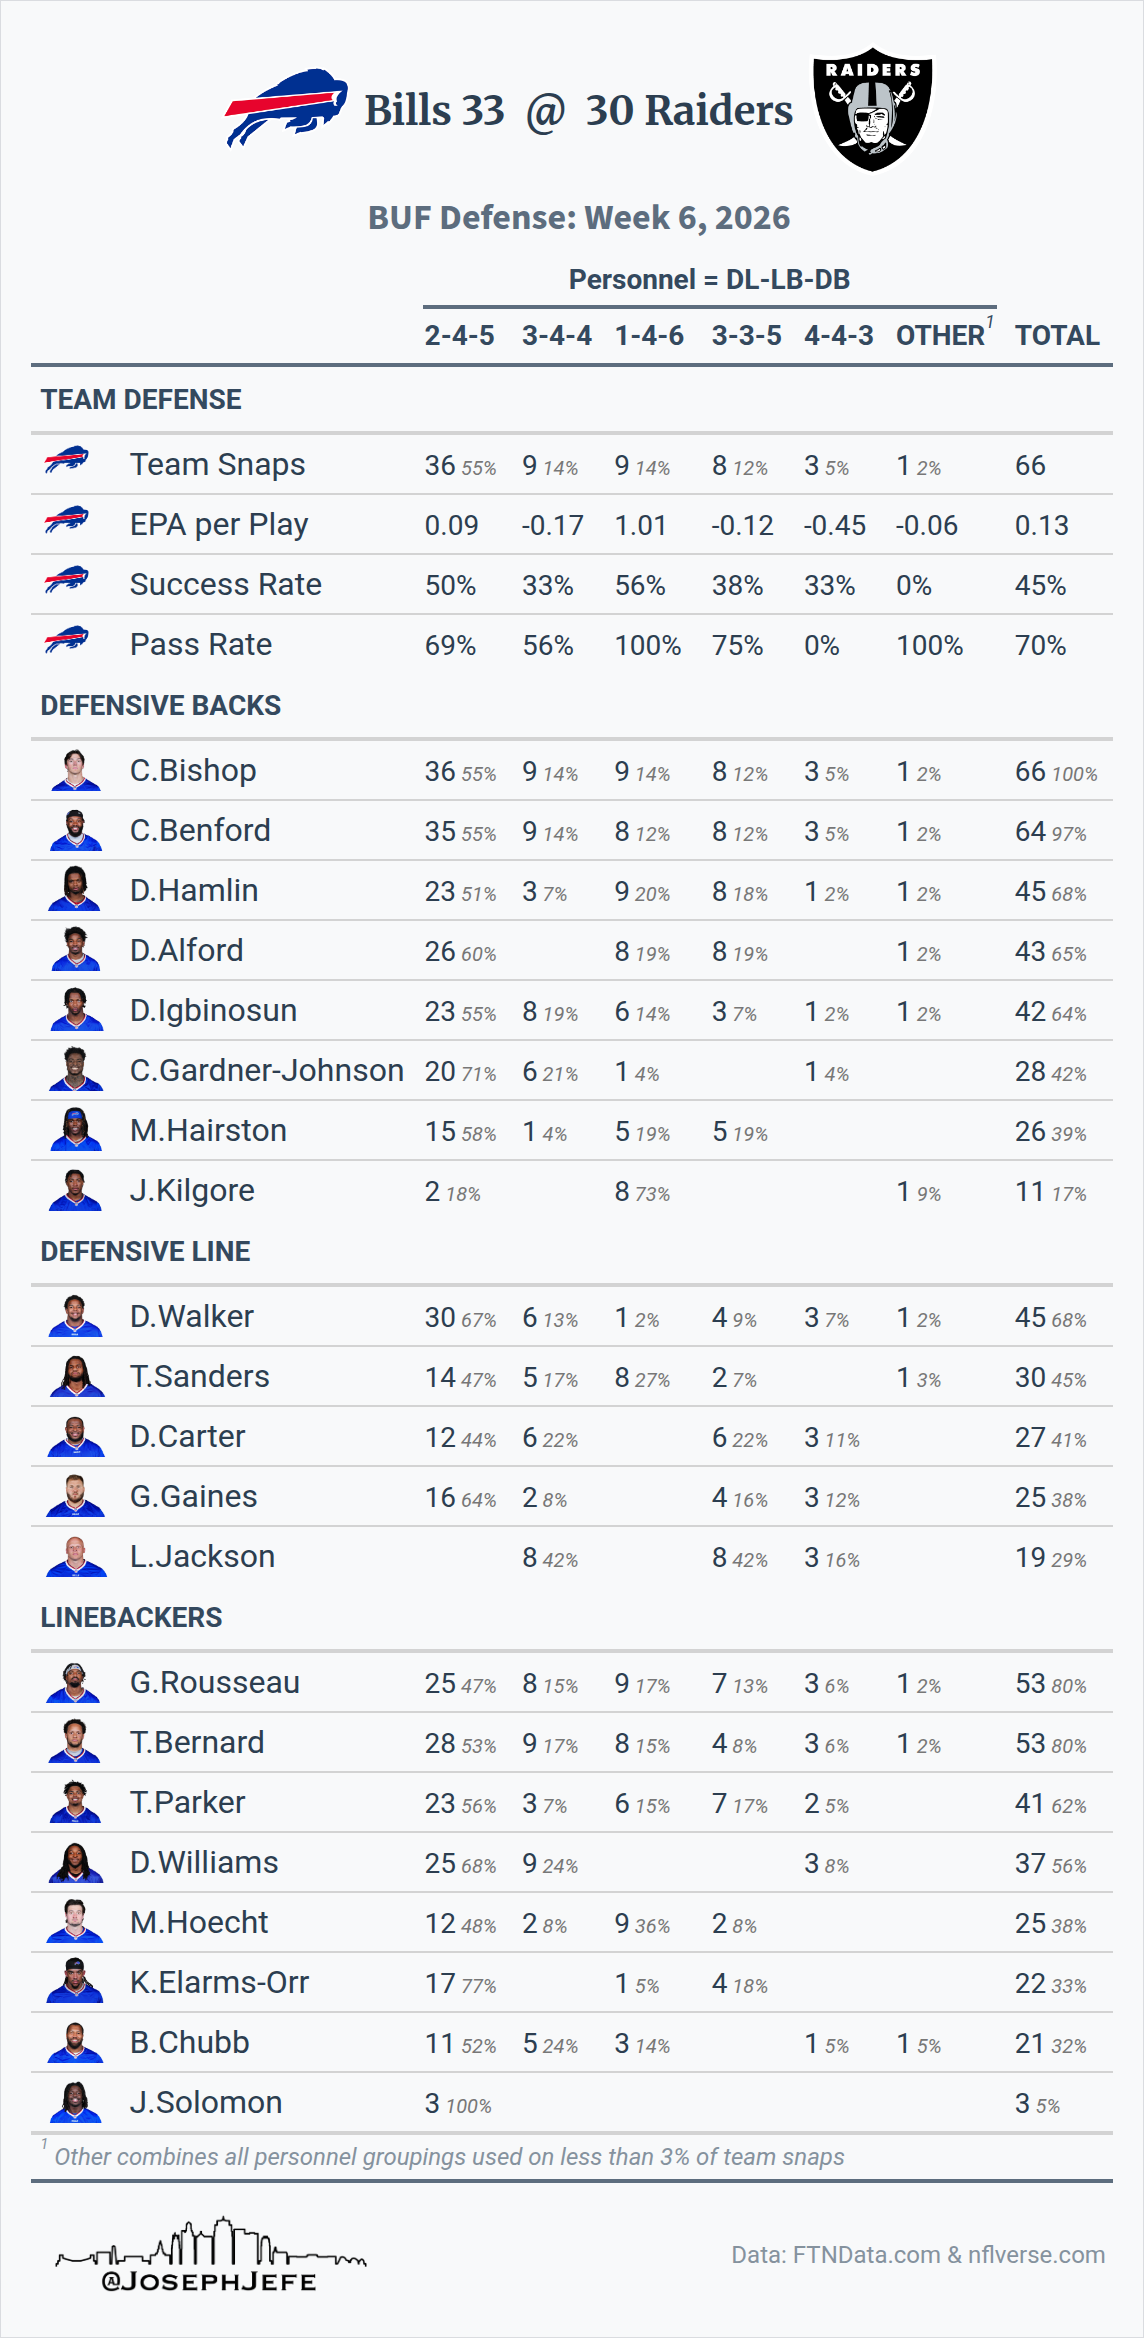 RAIDERS
Bills 33 @ 30 Raiders
BUF Defense: Week 6, 2026
Personnel = DL-LB-DB
2-4-5 3-4-4 1-4-6 3-3-5 4-4-3 OTHER1 TOTAL
TEAM DEFENSE
Team Snaps 36 55% 9 14% 9 14% 8 12% 3 5% 1 2% 66
EPA per Play 0.09 -0.17 1.01 -0.12 -0.45 -0.06 0.13
Success Rate 50% 33% 56% 38% 33% 0% 45%
Pass Rate 69% 56% 100% 75% 0% 100% 70%
DEFENSIVE BACKS
C.Bishop 36 55% 9 14% 9 14% 8 12% 3 5% 1 2% 66 100%
C.Benford 35 55% 9 14% 8 12% 8 12% 3 5% 1 2% 64 97%
D.Hamlin 23 51% 3 7% 9 20% 8 18% 1 2% 1 2% 45 68%
D.Alford 26 60% 8 19% 8 19% 1 2% 43 65%
D.Igbinosun 23 55% 8 19% 6 14% 3 7% 1 2% 1 2% 42 64%
C.Gardner-Johnson 20 71% 6 21% 1 4% 1 4% 28 42%
M.Hairston 15 58% 1 4% 5 19% 5 19% 26 39%
J.Kilgore 2 18% 8 73% 1 9% 11 17%
DEFENSIVE LINE
D.Walker 30 67% 6 13% 1 2% 4 9% 3 7% 1 2% 45 68%
T.Sanders 14 47% 5 17% 8 27% 2 7% 1 3% 30 45%
D.Carter 12 44% 6 22% 6 22% 3 11% 27 41%
G.Gaines 16 64% 2 8% 4 16% 3 12% 25 38%
L.Jackson 8 42% 8 42% 3 16% 19 29%
LINEBACKERS
G.Rousseau 25 47% 8 15% 9 17% 7 13% 3 6% 1 2% 53 80%
T.Bernard 28 53% 9 17% 8 15% 4 8% 3 6% 1 2% 53 80%
T.Parker 23 56% 3 7% 6 15% 7 17% 2 5% 41 62%
D.Williams 25 68% 9 24% 3 8% 37 56%
M.Hoecht 12 48% 2 8% 9 36% 2 8% 25 38%
K.Elarms-Orr 17 77% 1 5% 4 18% 22 33%
B.Chubb 11 52% 5 24% 3 14% 1 5% 1 5% 21 32%
J.Solomon 3 100% 3 5%
1 Other combines all personnel groupings used on less than 3% of team snaps
@JOSEPHJEFE
Data: FTNData.com & nflverse.com